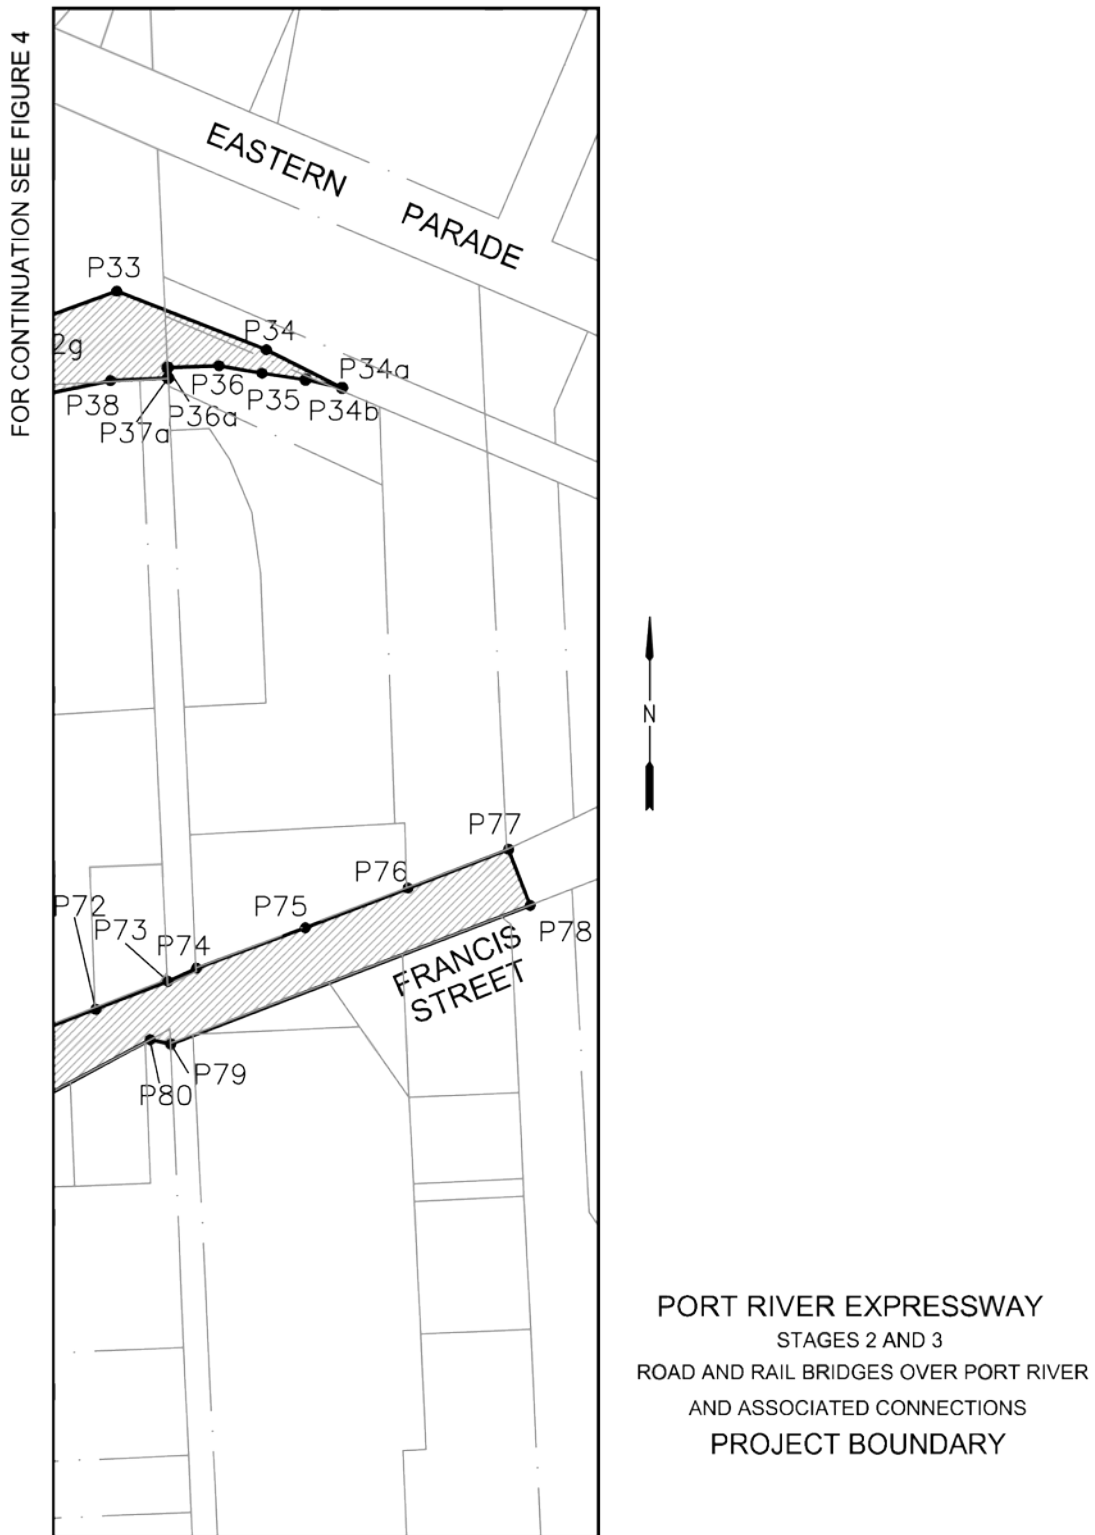 FOR CONTINUATION SEE FIGURE 4
EASTERN PARADE
P33
P34
2g
P34a
P36
P35
P34b
P38
P36a
P37a
P77
P76
P72
P75
P73
P74
P78
FRANCIS
STREET
P79
P80
N
PORT RIVER EXPRESSWAY
STAGES 2 AND 3
ROAD AND RAIL BRIDGES OVER PORT RIVER
AND ASSOCIATED CONNECTIONS
PROJECT BOUNDARY